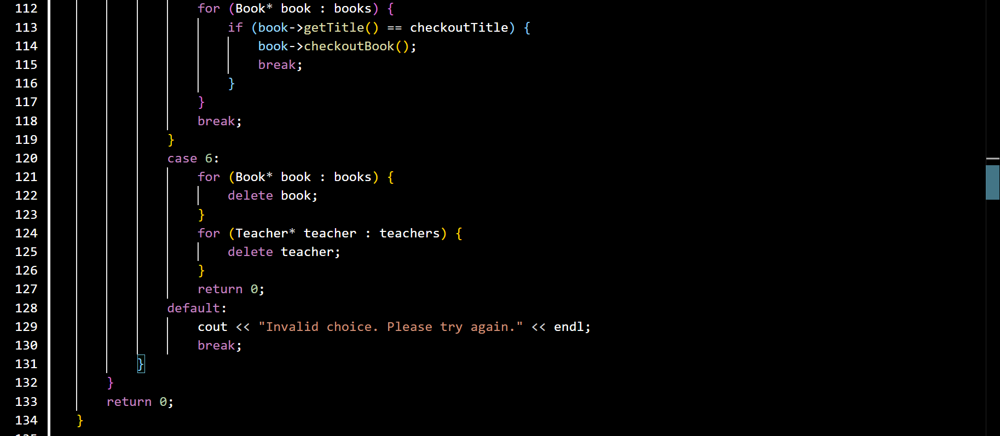 112 for (Book* book : books) {
113 if (book->getTitle() == checkoutTitle) {
114 book->checkoutBook();
115 break;
116 }
117 }
118 break;
119 }
120 case 6:
121 for (Book* book : books) {
122 delete book;
123 }
124 for (Teacher* teacher : teachers) {
125 delete teacher;
126 }
127 return 0;
128 default:
129 cout << "Invalid choice. Please try again." << endl;
130 break;
131 }
132 }
133 return 0;
134 }